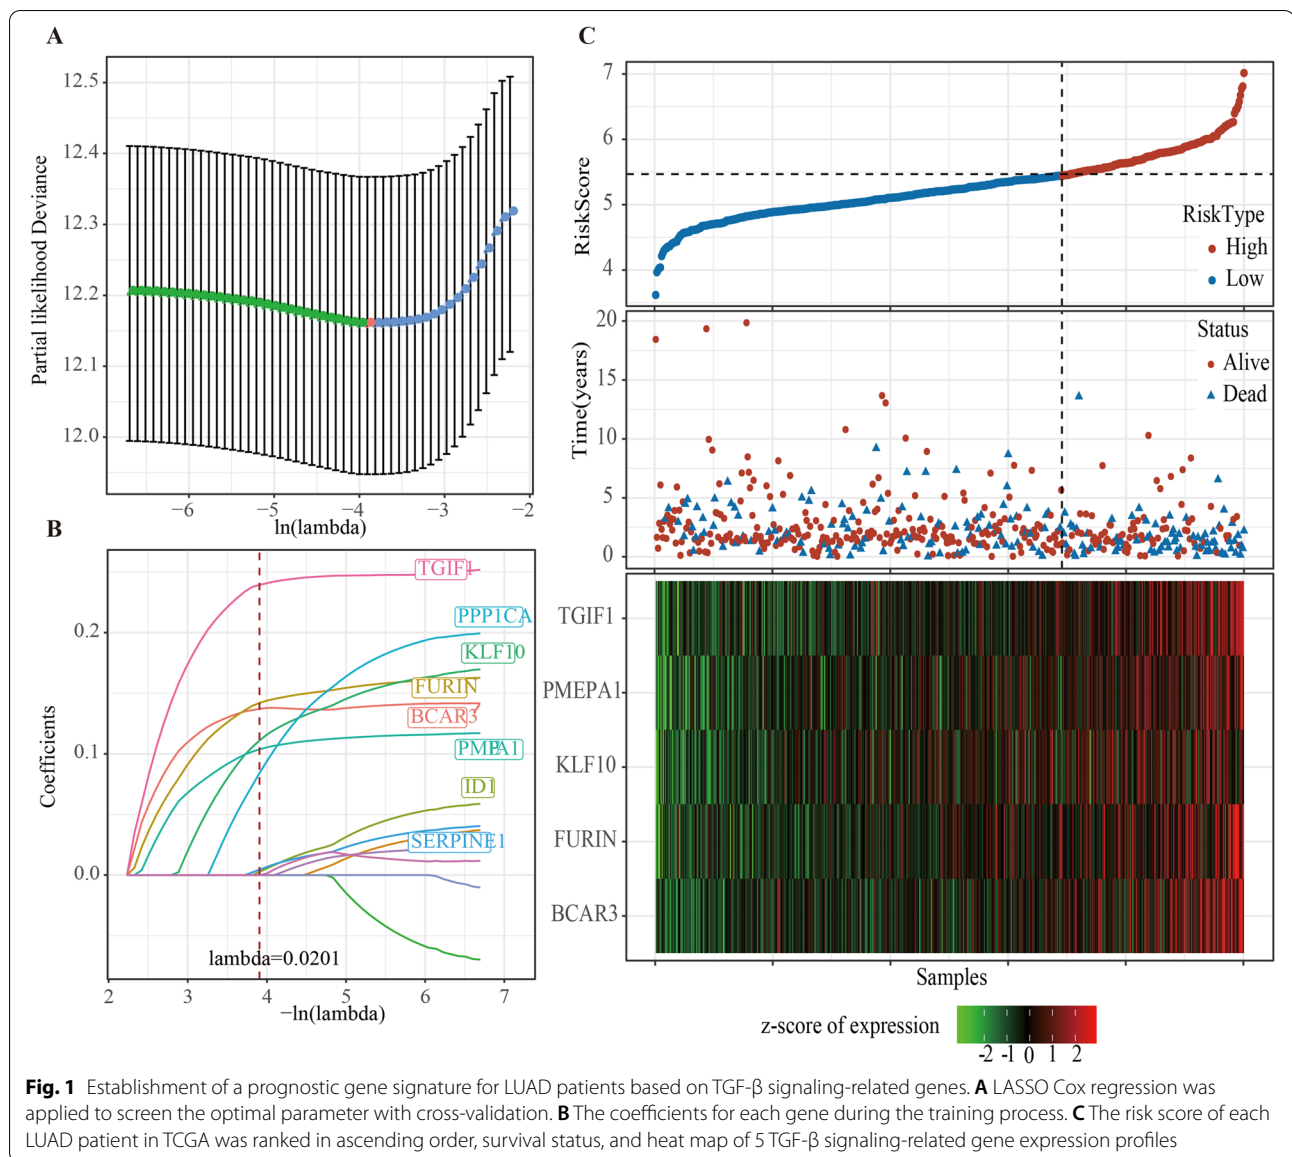 A
Partial likelihood Deviance
12.5
12.4
12.3
12.2
12.1
12.0
−6
−5
−4
−3
−2
ln(lambda)
B
Coefficients
0.2
0.1
0.0
TGIF1
PPP1CA
KLF10
FURIN
BCAR3
ID1
SERPINE1
lambda=0.0201
2
3
4
5
6
7
−ln(lambda)
C
RiskScore
7
6
5
4
RiskType
High
Low
Time(years)
20
15
10
5
0
Status
Alive
Dead
TGIF1
PMEPA1
KLF10
FURIN
BCAR3
Samples
z-score of expression
-2 -1 0 1 2
Fig. 1 Establishment of a prognostic gene signature for LUAD patients based on TGF-β signaling-related genes. A LASSO Cox regression was
applied to screen the optimal parameter with cross-validation. B The coefficients for each gene during the training process. C The risk score of each
LUAD patient in TCGA was ranked in ascending order, survival status, and heat map of 5 TGF-β signaling-related gene expression profiles